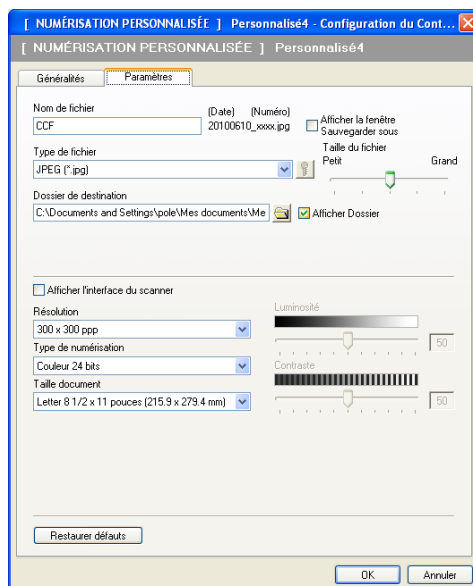 [ NUMÉRISATION PERSONNALISÉE ] Personnalisé4 - Configuration du Cont...
[ NUMÉRISATION PERSONNALISÉE ] Personnalisé4
Généralités
Paramètres
Nom de fichier
(Date) (Numéro)
CCF
20100610_xxxx.jpg
Afficher la fenêtre
Sauvegarder sous
Type de fichier
Taille du fichier
Petit
Grand
JPEG (*.jpg)
Dossier de destination
C:\Documents and Settings\pole\Mes documents\Me
Afficher Dossier
Afficher l'interface du scanner
Résolution
Luminosité
300 x 300 ppp
50
Type de numérisation
Couleur 24 bits
Contraste
Taille document
Letter 8 1/2 x 11 pouces (215.9 x 279.4 mm)
50
Restaurer défauts
OK
Annuler